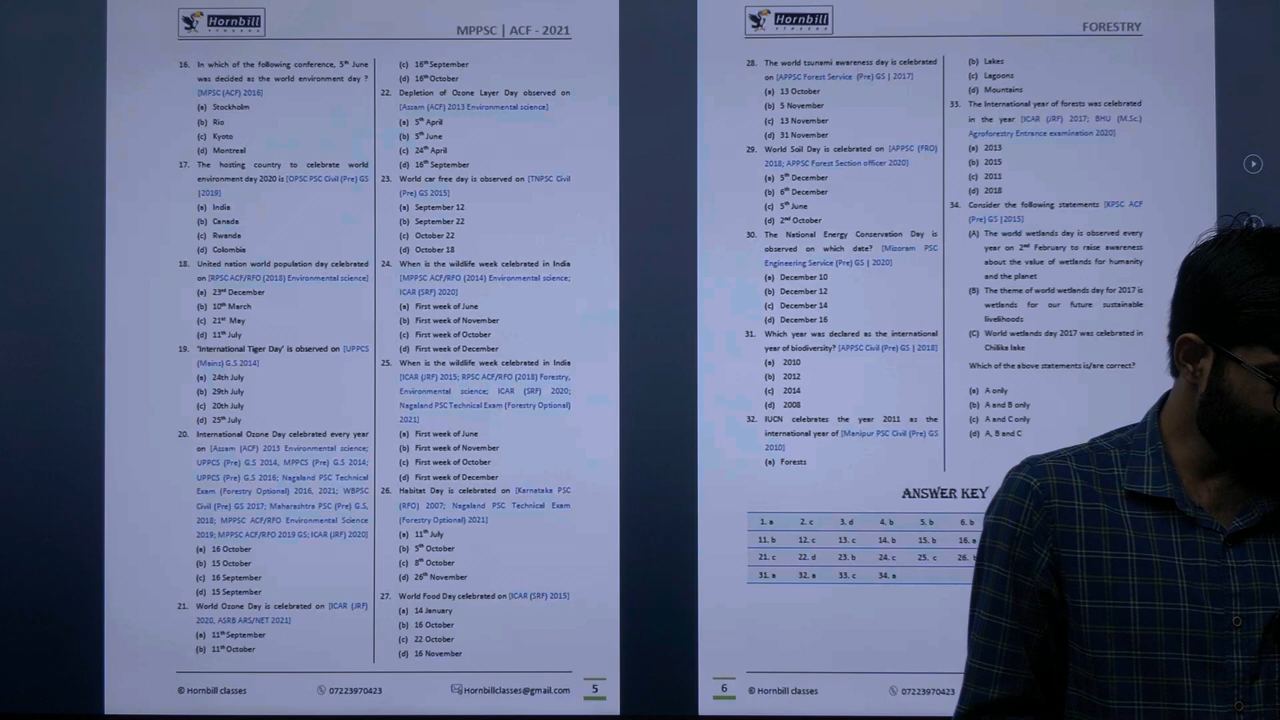 Hornbill
CLASSES
MPPSC | ACF - 2021
16. In which of the following conference, 5th June
was decided as the world environment day ?
[MPSC (ACF) 2016]
(a) Stockholm
(b) Rio
(c) Kyoto
(d) Montreal
17. The hosting country to celebrate world
environment day 2020 is [OPSC PSC Civil (Pre) GS
|2019]
(a) India
(b) Canada
(c) Rwanda
(d) Colombia
18. United nation world population day celebrated
on [RPSC ACF/RFO (2018) Environmental science]
(a) 23rd December
(b) 10th March
(c) 21st May
(d) 11th July
19. 'International Tiger Day' is observed on [UPPCS
(Mains) G.S 2014]
(a) 24th July
(b) 29th July
(c) 20th July
(d) 25th July
20. International Ozone Day celebrated every year
on [Assam (ACF) 2013 Environmental science;
UPPCS (Pre) G.S 2014, MPPCS (Pre) G.S 2014;
UPPCS (Pre) G.S 2016; Nagaland PSC Technical
Exam (Forestry Optional) 2016, 2021; WBPSC
Civil (Pre) GS 2017; Maharashtra PSC (Pre) G.S,
2018; MPPSC ACF/RFO Environmental Science
2019; MPPSC ACF/RFO 2019 GS; ICAR (JRF) 2020]
(a) 16 October
(b) 15 October
(c) 16 September
(d) 15 September
21. World Ozone Day is celebrated on [ICAR (JRF)
2020, ASRB ARS/NET 2021]
(a) 11th September
(b) 11th October
(c) 16th September
(d) 16th October
22. Depletion of Ozone Layer Day observed on
[Assam (ACF) 2013 Environmental science]
(a) 5th April
(b) 5th June
(c) 24th April
(d) 16th September
23. World car free day is observed on [TNPSC Civil
(Pre) GS 2015]
(a) September 12
(b) September 22
(c) October 22
(d) October 18
24. When is the wildlife week celebrated in India
[MPPSC ACF/RFO (2014) Environmental science;
ICAR (SRF) 2020]
(a) First week of June
(b) First week of November
(c) First week of October
(d) First week of December
25. When is the wildlife week celebrated in India
[ICAR (JRF) 2015; RPSC ACF/RFO (2018) Forestry,
Environmental science; ICAR (SRF) 2020;
Nagaland PSC Technical Exam (Forestry Optional)
2021]
(a) First week of June
(b) First week of November
(c) First week of October
(d) First week of December
26. Habitat Day is celebrated on [Karnataka PSC
(RFO) 2007; Nagaland PSC Technical Exam
(Forestry Optional) 2021]
(a) 11th July
(b) 5th October
(c) 8th October
(d) 26th November
27. World Food Day celebrated on [ICAR (SRF) 2015]
(a) 14 January
(b) 16 October
(c) 22 October
(d) 16 November
© Hornbill classes 07223970423 Hornbillclasses@gmail.com 5
Hornbill
CLASSES
FORESTRY
28. The world tsunami awareness day is celebrated
on [APPSC Forest Service (Pre) GS | 2017]
(a) 13 October
(b) 5 November
(c) 13 November
(d) 31 November
29. World Soil Day is celebrated on [APPSC (FRO)
2018; APPSC Forest Section officer 2020]
(a) 5th December
(b) 6th December
(c) 5th June
(d) 2nd October
30. The National Energy Conservation Day is
observed on which date? [Mizoram PSC
Engineering Service (Pre) GS | 2020]
(a) December 10
(b) December 12
(c) December 14
(d) December 16
31. Which year was declared as the international
year of biodiversity? [APPSC Civil (Pre) GS | 2018]
(a) 2010
(b) 2012
(c) 2014
(d) 2008
32. IUCN celebrates the year 2011 as the
international year of [Manipur PSC Civil (Pre) GS
2010]
(a) Forests
(b) Lakes
(c) Lagoons
(d) Mountains
33. The International year of forests was celebrated
in the year [ICAR (JRF) 2017; BHU (M.Sc.)
Agroforestry Entrance examination 2020]
(a) 2013
(b) 2015
(c) 2011
(d) 2018
34. Consider the following statements [KPSC ACF
(Pre) GS |2015]
(A) The world wetlands day is observed every
year on 2nd February to raise awareness
about the value of wetlands for humanity
and the planet
(B) The theme of world wetlands day for 2017 is
wetlands for our future sustainable
livelihoods
(C) World wetlands day 2017 was celebrated in
Chilika lake
Which of the above statements is/are correct?
(a) A only
(b) A and B only
(c) A and C only
(d) A, B and C
ANSWER KEY
1. a 2. c 3. d 4. b 5. b 6. b
11. b 12. c 13. c 14. b 15. b 16. a
21. c 22. d 23. b 24. c 25. c 26.
31. a 32. a 33. c 34. a
6 © Hornbill classes 07223970423